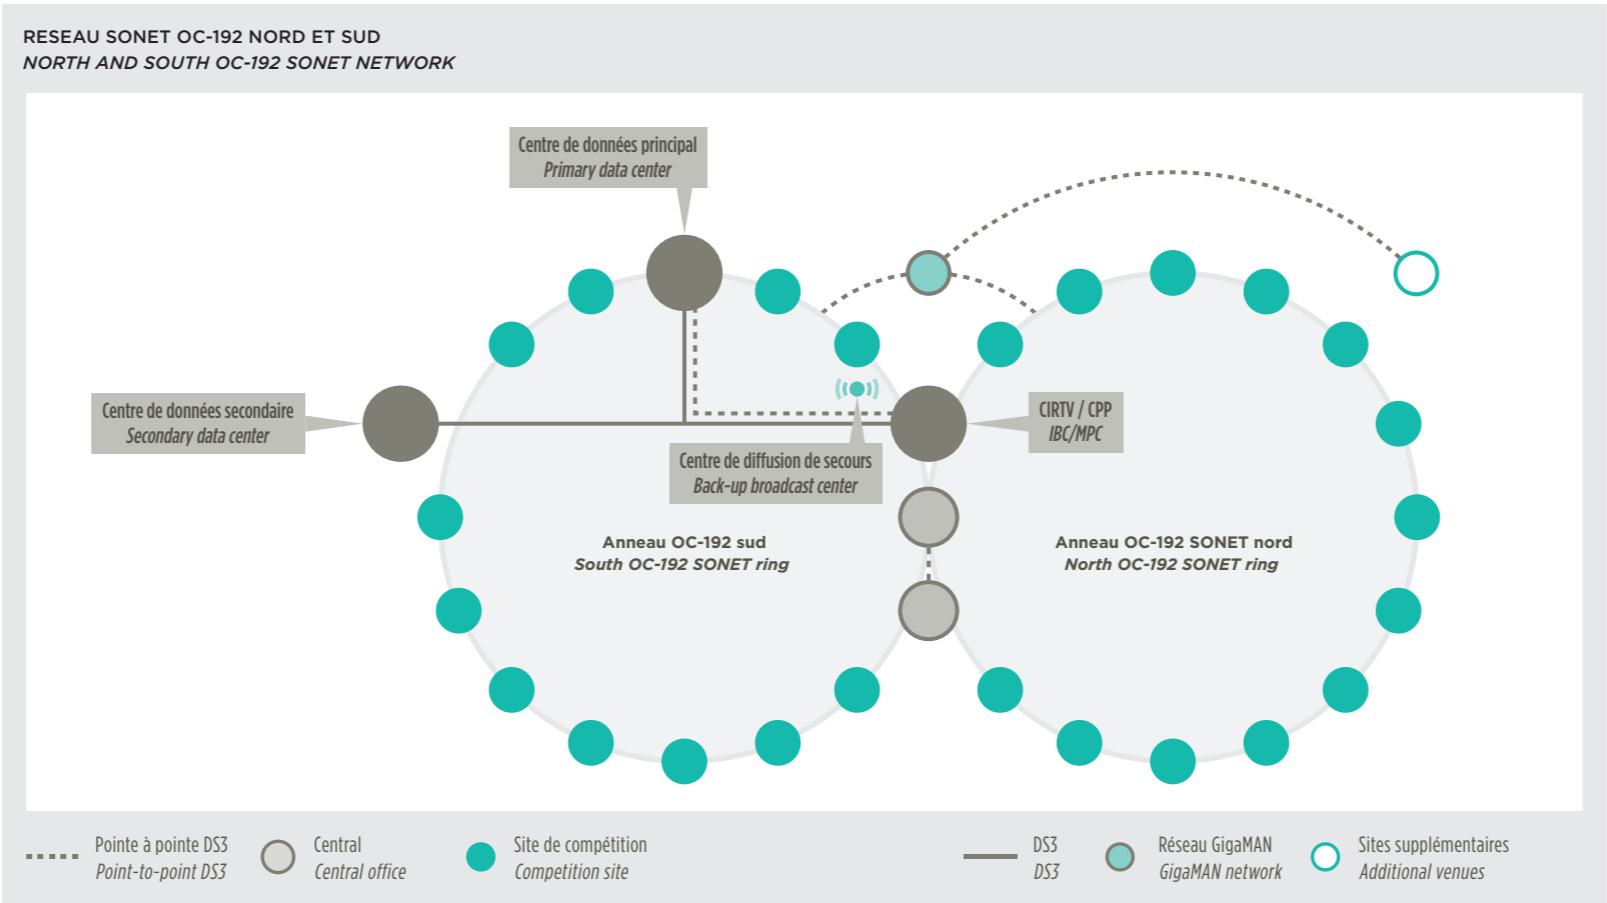 RESEAU SONET OC-192 NORD ET SUD
NORTH AND SOUTH OC-192 SONET NETWORK
Centre de données principal
Primary data center
Centre de données secondaire
Secondary data center
CIRTV / CPP
IBC/MPC
Centre de diffusion de secours
Back-up broadcast center
Anneau OC-192 sud
South OC-192 SONET ring
Anneau OC-192 SONET nord
North OC-192 SONET ring
Pointe à pointe DS3
Point-to-point DS3
Central
Central office
Site de compétition
Competition site
DS3
DS3
Réseau GigaMAN
GigaMAN network
Sites supplémentaires
Additional venues